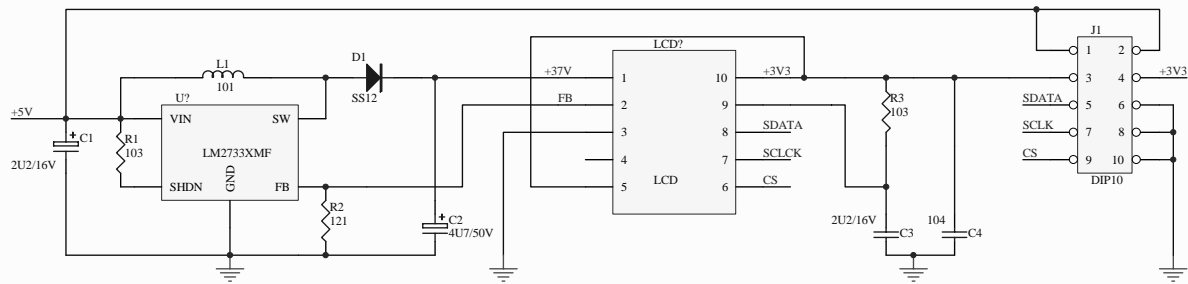 +5V
C1
2U2/16V
R1
103
L1
101
U?
VIN
SW
LM2733XMF
SHDN
GND
FB
R2
121
D1
SS12
C2
4U7/50V
+37V
FB
LCD?
1
10
2
9
3
8
4
7
5
6
LCD
+3V3
SDATA
SCLCK
CS
R3
103
2U2/16V
C3
104
C4
J1
1
2
3
4
5
6
7
8
9
10
DIP10
+3V3
SDATA
SCLK
CS